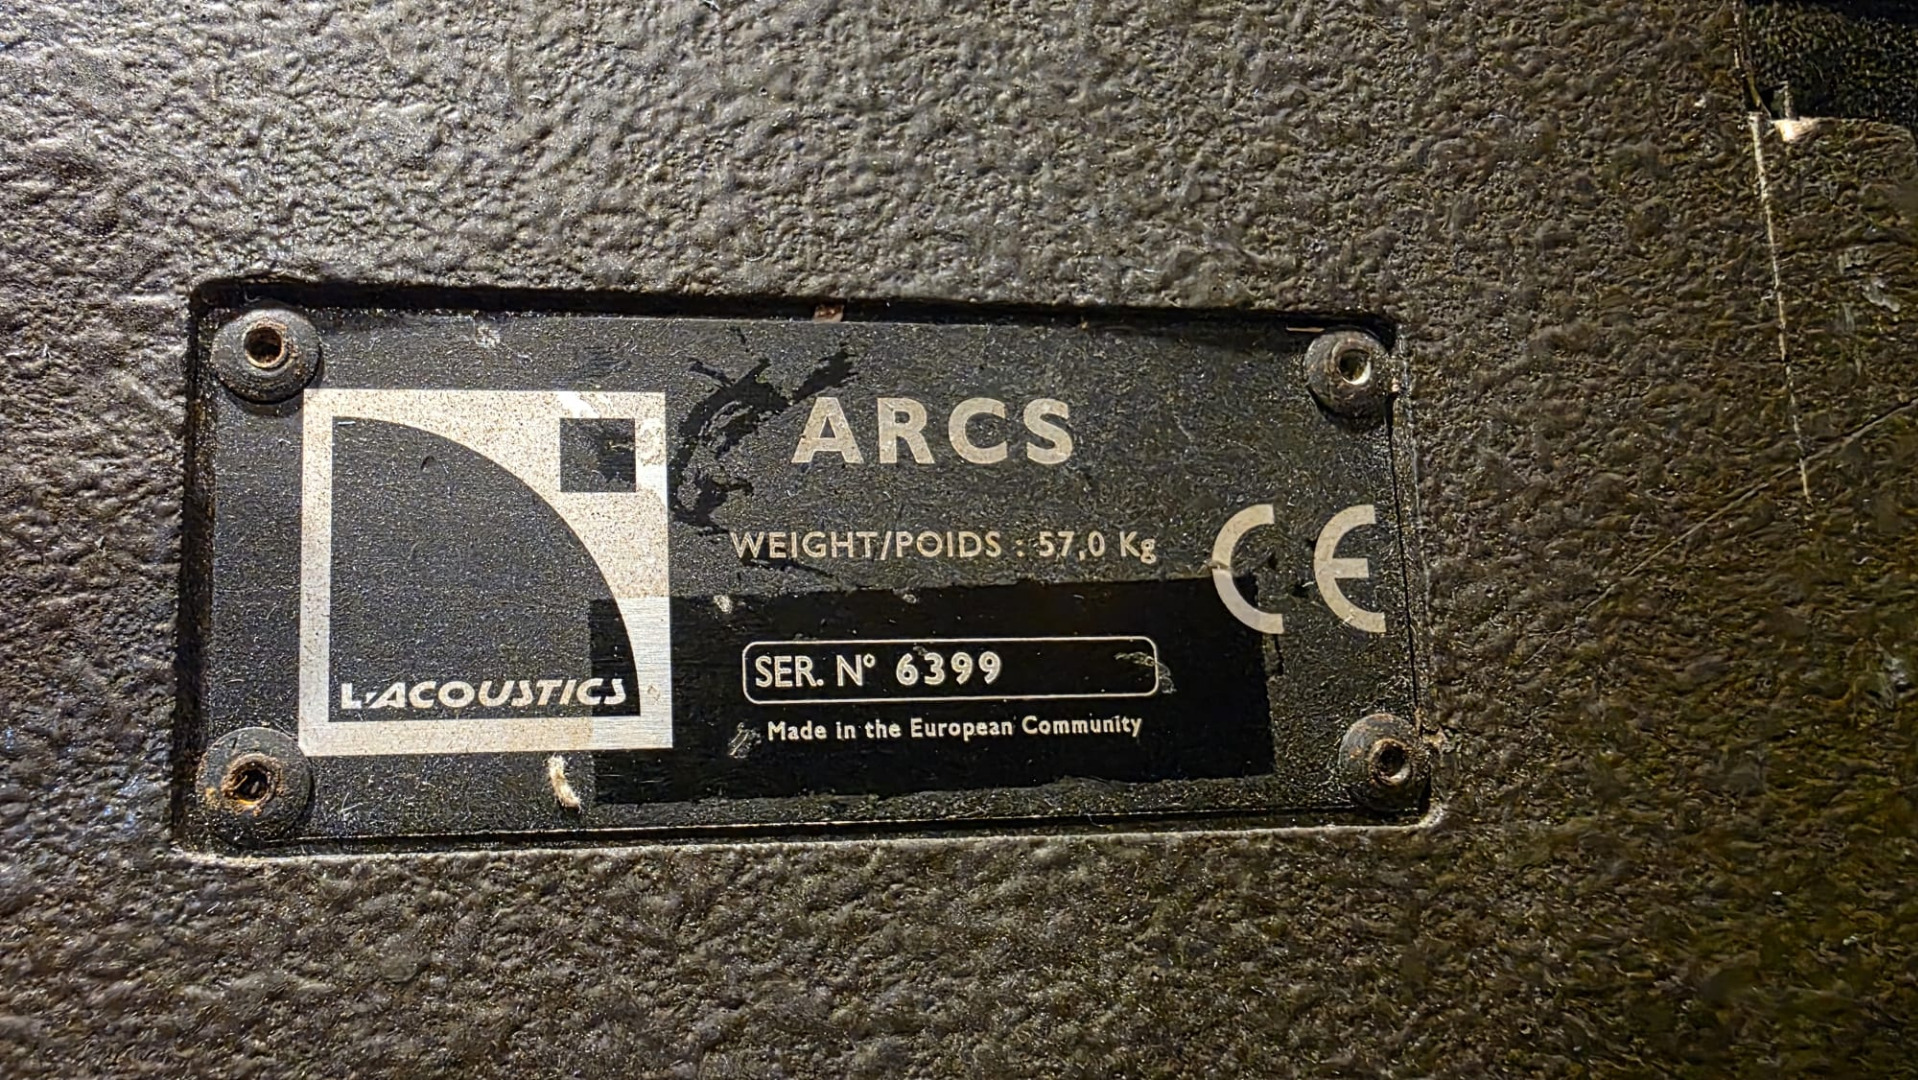 ARCS
WEIGHT/POIDS : 57,0 Kg
CE
L-ACOUSTICS
SER. N° 6399
Made in the European Community